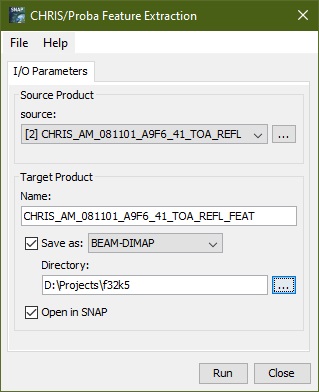 SNAP CHRIS/Proba Feature Extraction
File Help
I/O Parameters
Source Product
source:
[2] CHRIS_AM_081101_A9F6_41_TOA_REFL ...
Target Product
Name:
CHRIS_AM_081101_A9F6_41_TOA_REFL_FEAT
Save as: BEAM-DIMAP
Directory:
D:\Projects\f32k5 ...
Open in SNAP
Run Close